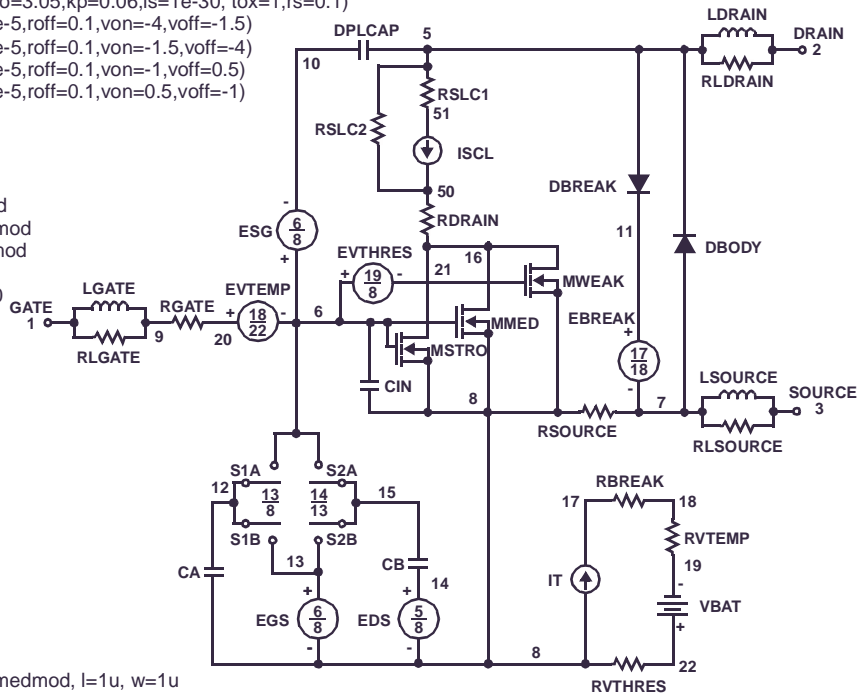 o=3.05,kp=0.06,is=1e-30, tox=1,rs=0.1)
e-5,roff=0.1,von=-4,voff=-1.5)
e-5,roff=0.1,von=-1.5,voff=-4)
e-5,roff=0.1,von=-1,voff=0.5)
e-5,roff=0.1,von=0.5,voff=-1)
d
mod
mod
0
LDRAIN
DPLCAP
5
DRAIN
2
10
RLDRAIN
RSLC1
51
RSLC2
ISCL
50
DBREAK
-
RDRAIN
ESG
6
8
+
11
DBODY
EVTHRES
+
19
8
-
21
16
MWEAK
LGATE
GATE
1
RGATE
EVTEMP
+
18
22
-
6
EBREAK
+
MMED
9
20
RLGATE
MSTRO
17
18
-
LSOURCE
CIN
8
7
SOURCE
3
RSOURCE
RLSOURCE
S1A
S2A
12
13
8
14
13
15
RBREAK
17
18
S1B
S2B
RVTEMP
13
CB
19
CA
14
IT
-
+
+
VBAT
EGS
6
8
EDS
5
8
+
-
-
8
22
RVTHRES
medmod, l=1u, w=1u